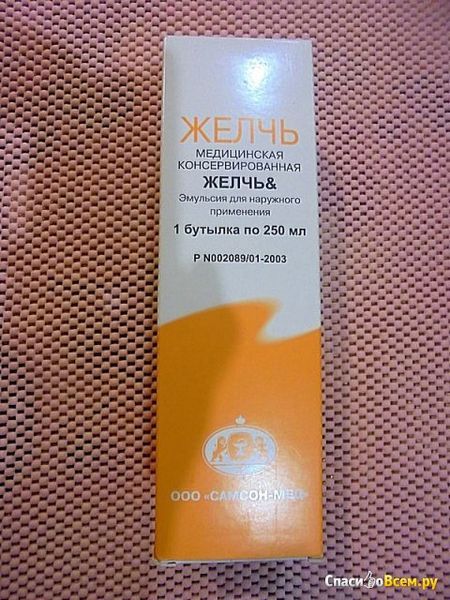 ЖЕЛЧЬ
МЕДИЦИНСКАЯ
КОНСЕРВИРОВАННАЯ
ЖЕЛЧЬ&
Эмульсия для наружного
применения
1 бутылка по 250 мл
Р N002089/01-2003
ООО «САМСОН-МЕД»
СпасибоВсем.ру